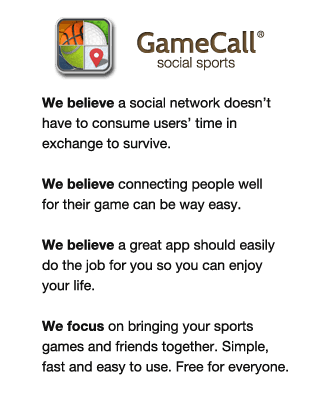 GameCall®
social sports
We believe a social network doesn't
have to consume users' time in
exchange to survive.
We believe connecting people well
for their game can be way easy.
We believe a great app should easily
do the job for you so you can enjoy
your life.
We focus on bringing your sports
games and friends together. Simple,
fast and easy to use. Free for everyone.